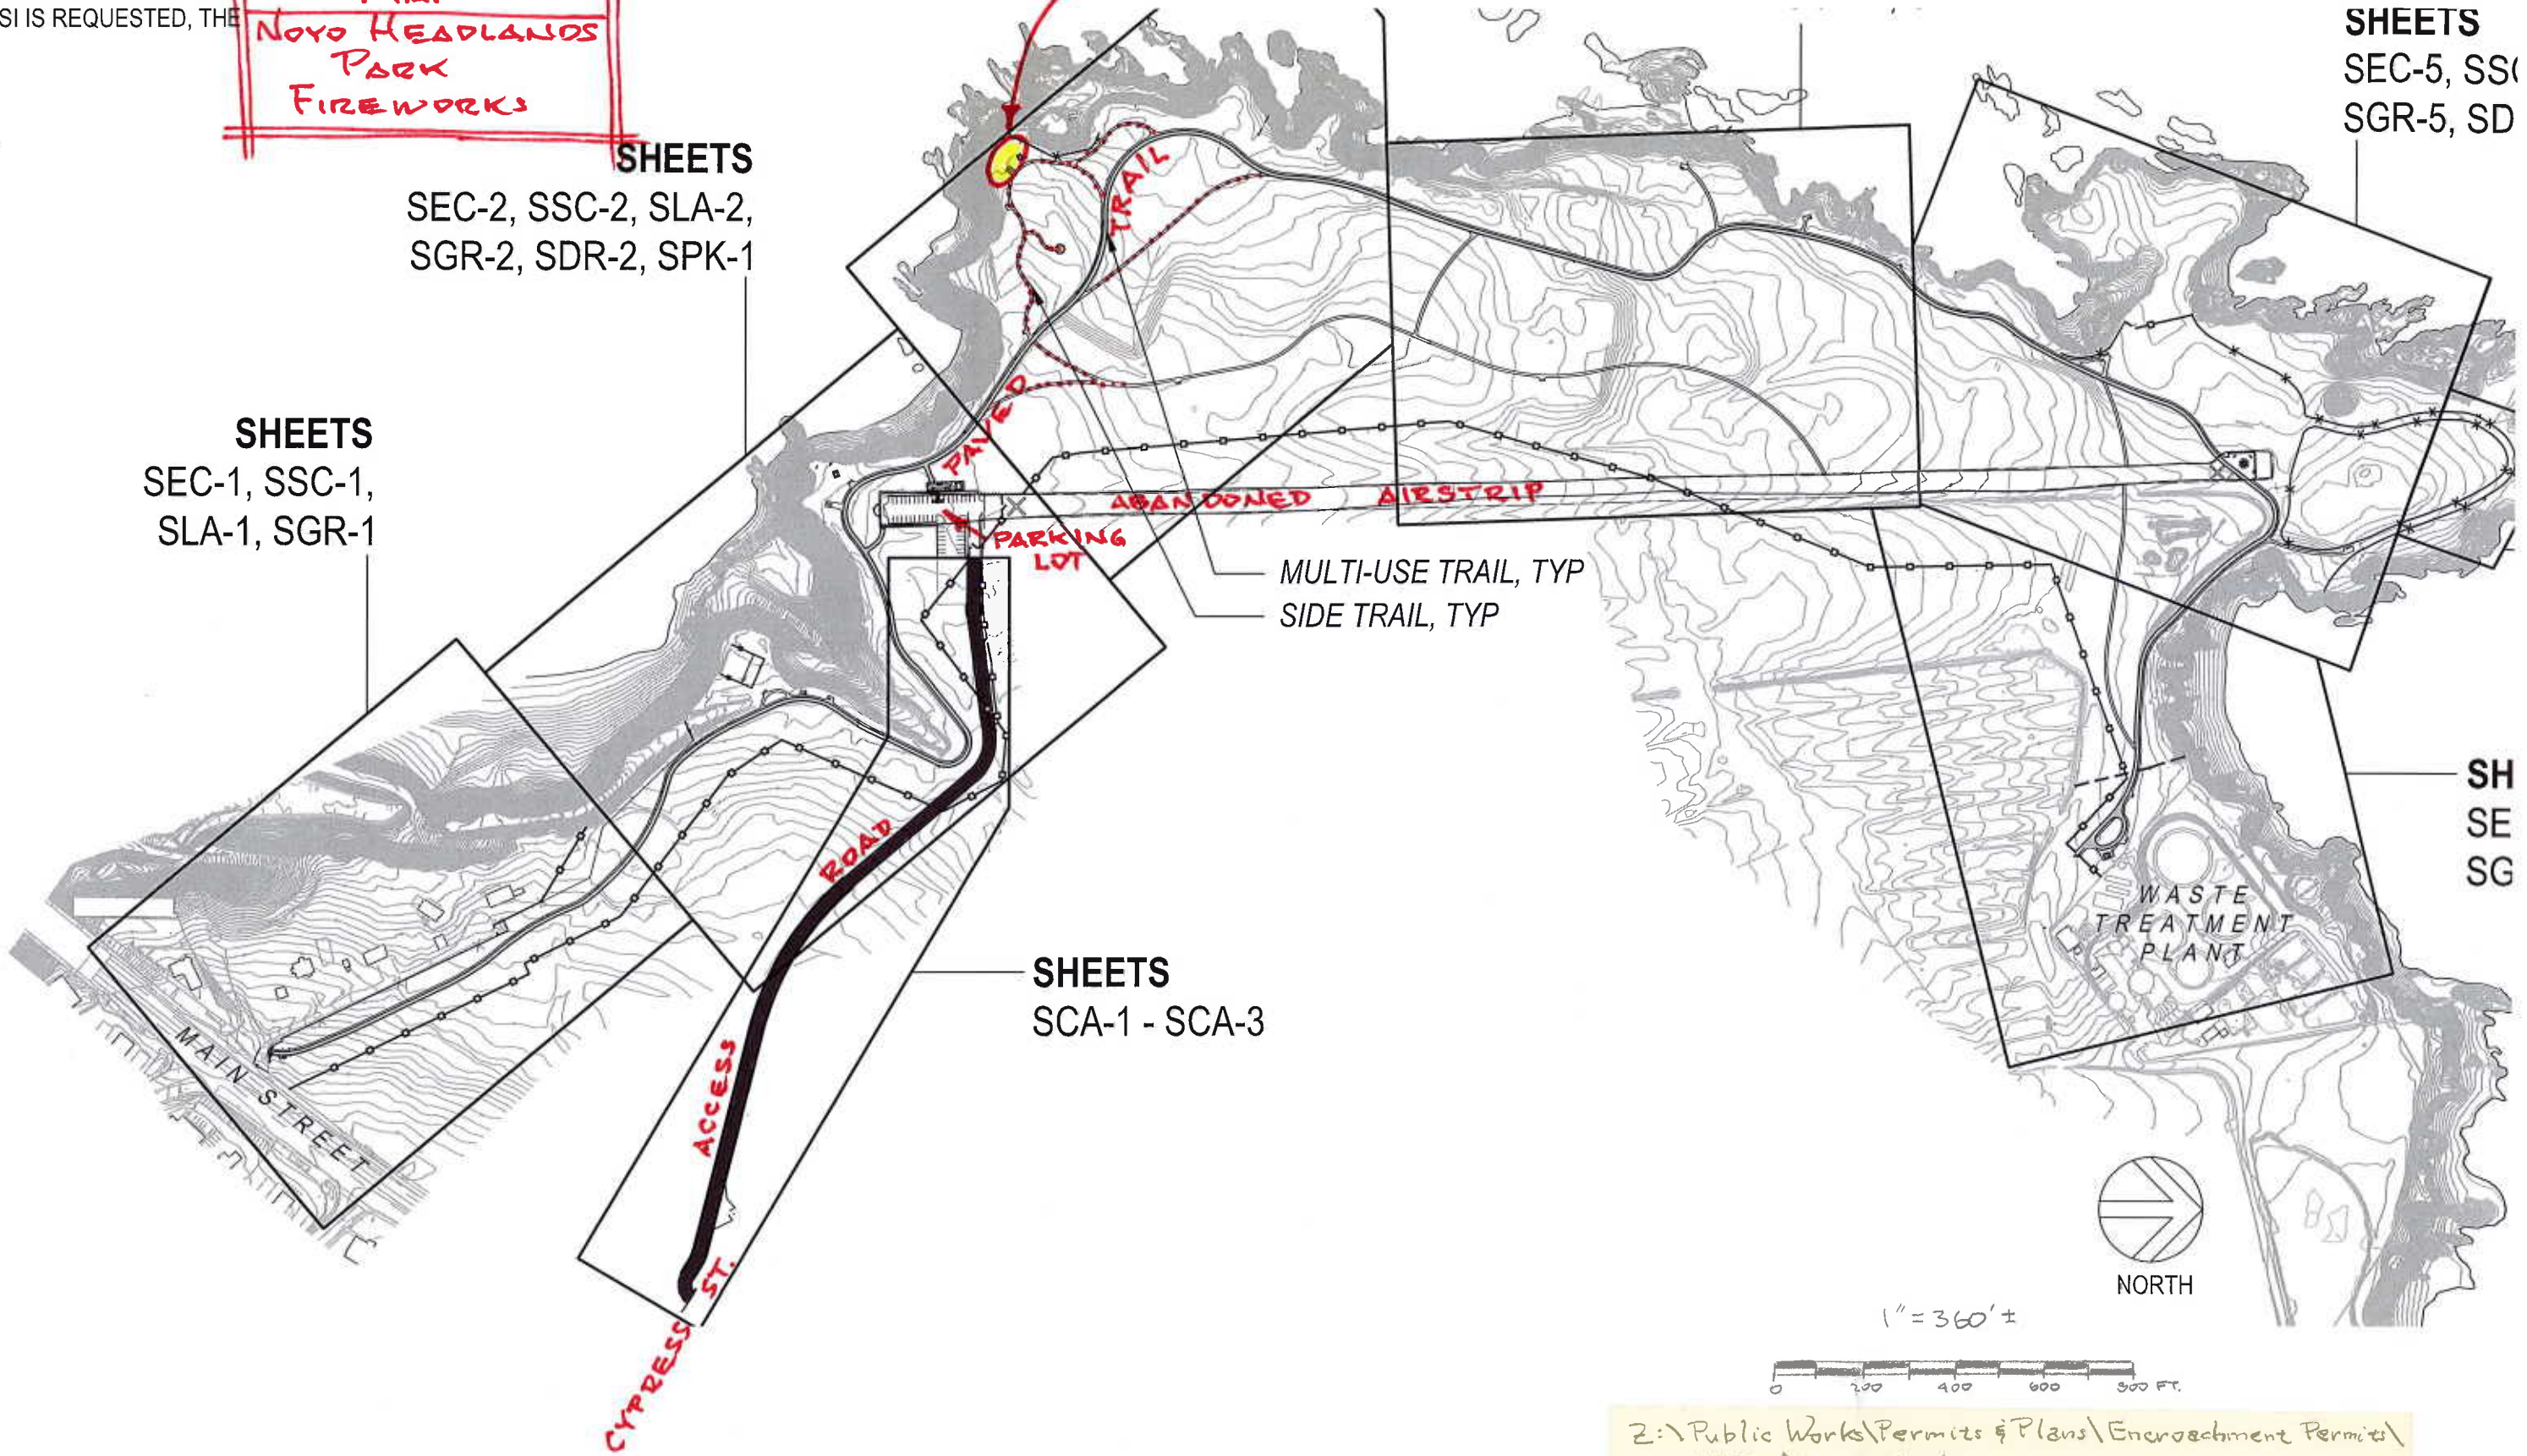 SI IS REQUESTED, THE
NOYO HEADLANDS
PARK
FIREWORKS
SHEETS
SEC-2, SSC-2, SLA-2,
SGR-2, SDR-2, SPK-1
SHEETS
SEC-5, SS
SGR-5, SD
SHEETS
SEC-1, SSC-1,
SLA-1, SGR-1
TRAIL
PAVED
ABANDONED AIRSTRIP
PARKING
LOT
MULTI-USE TRAIL, TYP
SIDE TRAIL, TYP
SH
SE
SG
ROAD
ACCESS
WASTE
TREATMENT
PLANT
SHEETS
SCA-1 - SCA-3
MAIN STREET
CYPRESS ST.
NORTH
1"=360'±
0 200 400 600 800 FT.
Z:\Public Works\Permits & Plans\Encroachment Permits\